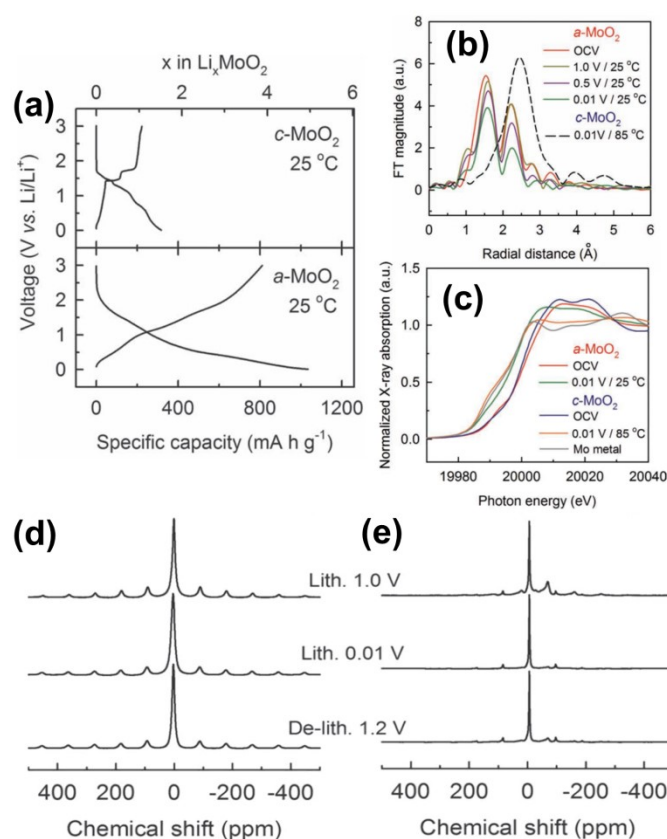 (a)
x in LixMoO2
0 1 2 3 4 5
3
2
1
0
c-MoO2
25 °C
3
2
1
0
a-MoO2
25 °C
Voltage (V vs. Li/Li+)
0 400 800 1200
Specific capacity (mA h g-1)
(b)
FT magnitude (a.u.)
8
6
4
2
0
a-MoO2
OCV
1.0 V / 25 °C
0.5 V / 25 °C
0.01 V / 25 °C
c-MoO2
0.01V / 85 °C
0 1 2 3 4 5 6
Radial distance (Å)
(c)
Normalized X-ray absorption (a.u.)
1.5
1.0
0.5
0.0
a-MoO2
OCV
0.01 V / 25 °C
c-MoO2
OCV
0.01 V / 85 °C
Mo metal
19980 20000 20020 20040
Photon energy (eV)
(d)
(e)
Lith. 1.0 V
Lith. 0.01 V
De-lith. 1.2 V
400 200 0 -200 -400
Chemical shift (ppm)
400 200 0 -200 -400
Chemical shift (ppm)